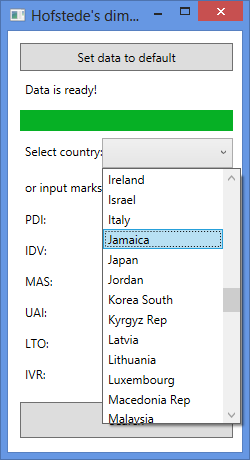 Hofstede's dim...
Set data to default
Data is ready!
Select country:
or input marks
PDI:
IDV:
MAS:
UAI:
LTO:
IVR:
Ireland
Israel
Italy
Jamaica
Japan
Jordan
Korea South
Kyrgyz Rep
Latvia
Lithuania
Luxembourg
Macedonia Rep
Malaysia